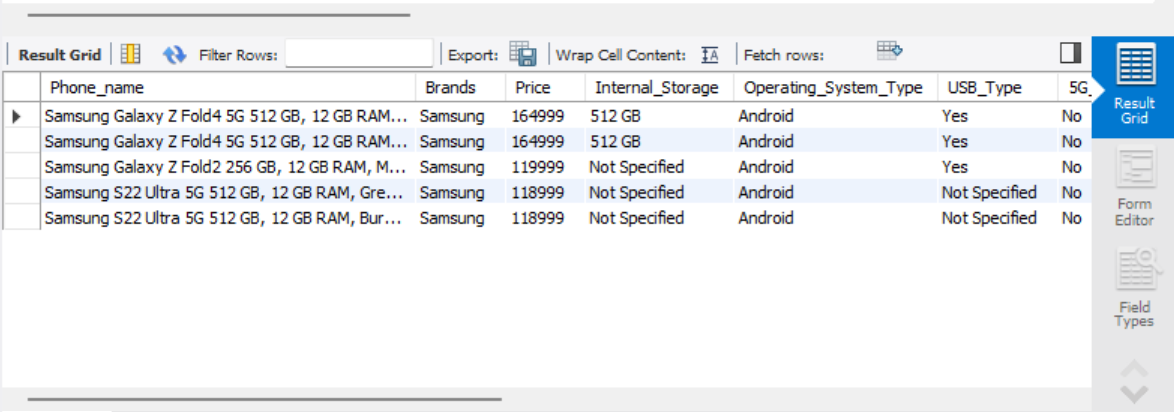 Result Grid Filter Rows: Export: Wrap Cell Content: Fetch rows:
Phone_name Brands Price Internal_Storage Operating_System_Type USB_Type 5G_
Samsung Galaxy Z Fold4 5G 512 GB, 12 GB RAM... Samsung 164999 512 GB Android Yes No
Samsung Galaxy Z Fold4 5G 512 GB, 12 GB RAM... Samsung 164999 512 GB Android Yes No
Samsung Galaxy Z Fold2 256 GB, 12 GB RAM, M... Samsung 119999 Not Specified Android Yes No
Samsung S22 Ultra 5G 512 GB, 12 GB RAM, Gre... Samsung 118999 Not Specified Android Not Specified No
Samsung S22 Ultra 5G 512 GB, 12 GB RAM, Bur... Samsung 118999 Not Specified Android Not Specified No
Result
Grid
Form
Editor
Field
Types